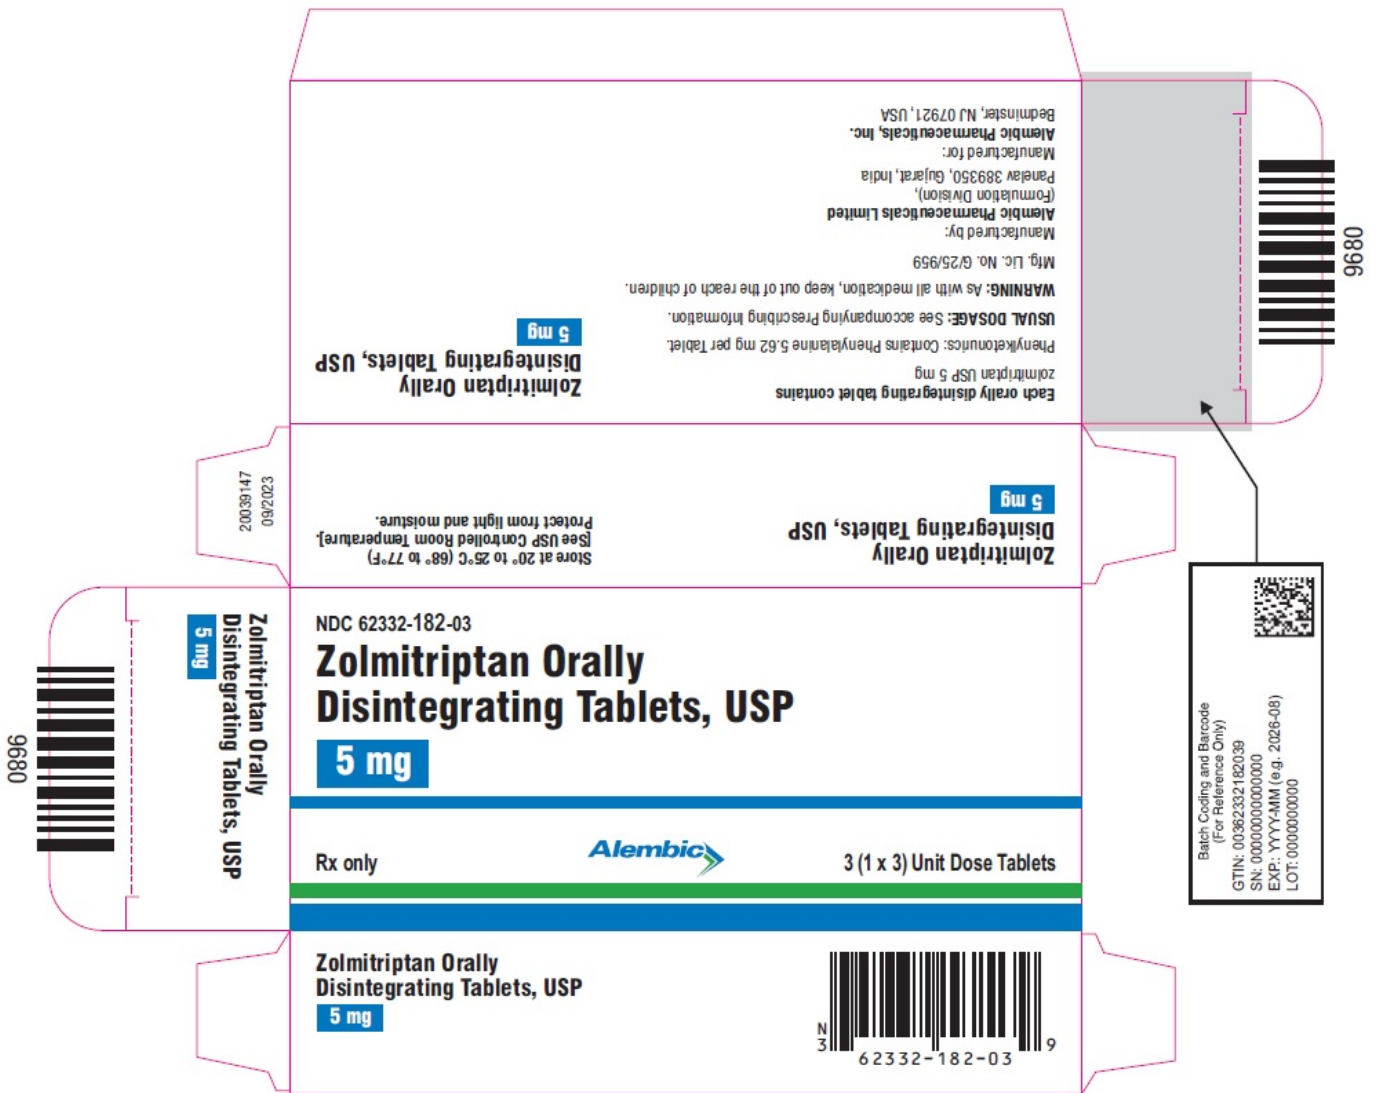 Bedminster, NJ 07921, USA
Alembic Pharmaceuticals, Inc.
Manufactured for:
Panelav 389350, Gujarat, India
(Formulation Division),
Alembic Pharmaceuticals Limited
Manufactured by:
Mfg. Lic. No. G/25/959
WARNING: As with all medication, keep out of the reach of children.
USUAL DOSAGE: See accompanying Prescribing Information.
Phenylketonurics: Contains Phenylalanine 5.62 mg per Tablet.
zolmitriptan USP 5 mg
Each orally disintegrating tablet contains
Zolmitriptan Orally
Disintegrating Tablets, USP
5 mg
0896
20039147
09/2023
Store at 20° to 25°C (68° to 77°F)
[See USP Controlled Room Temperature].
Protect from light and moisture.
Zolmitriptan Orally
Disintegrating Tablets, USP
5 mg
0896
Zolmitriptan Orally
Disintegrating Tablets, USP
5 mg
NDC 62332-182-03
Zolmitriptan Orally
Disintegrating Tablets, USP
5 mg
Rx only
Alembic
3 (1 x 3) Unit Dose Tablets
Batch Coding and Barcode
(For Reference Only)
GTIN: 00362332182039
SN: 00000000000000
EXP.: YYYY-MM (e.g. 2026-08)
LOT: 0000000000
Zolmitriptan Orally
Disintegrating Tablets, USP
5 mg
N
3
62332-182-03
9